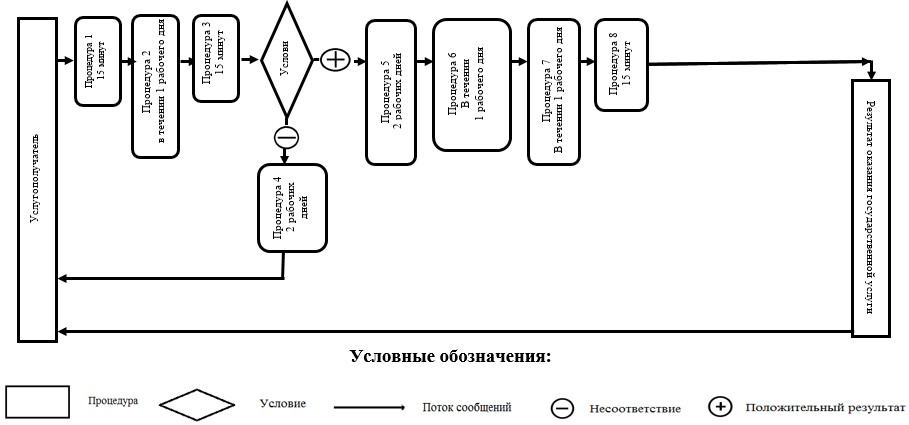 Услугополучатель
Процедура 1
15 минут
Процедура 2
в течении 1 рабочего дня
Процедура 3
15 минут
Услови
Процедура 4
2 рабочих
дней
Процедура 5
2 рабочих дней
Процедура 6
В течении
1 рабочего дня
Процедура 7
В течении 1 рабочего дня
Процедура 8
15 минут
Результат оказания государственной услуги
Условные обозначения:
Процедура
Условие
Поток сообщений
Несоответствие
Положительный результат